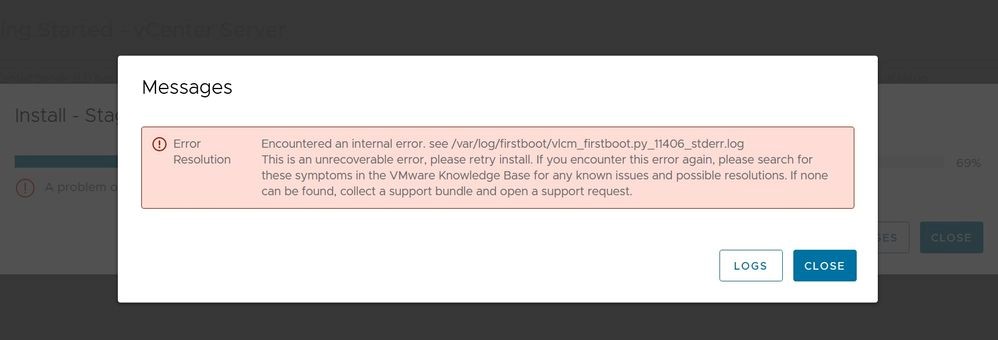 ing Started - vCenter Server
Messages
Install - Sta
Error Encountered an internal error. see /var/log/firstboot/vlcm_firstboot.py_11406_stderr.log
Resolution This is an unrecoverable error, please retry install. If you encounter this error again, please search for
these symptoms in the VMware Knowledge Base for any known issues and possible resolutions. If none
can be found, collect a support bundle and open a support request.
69%
A problem o
GES CLOSE
LOGS CLOSE